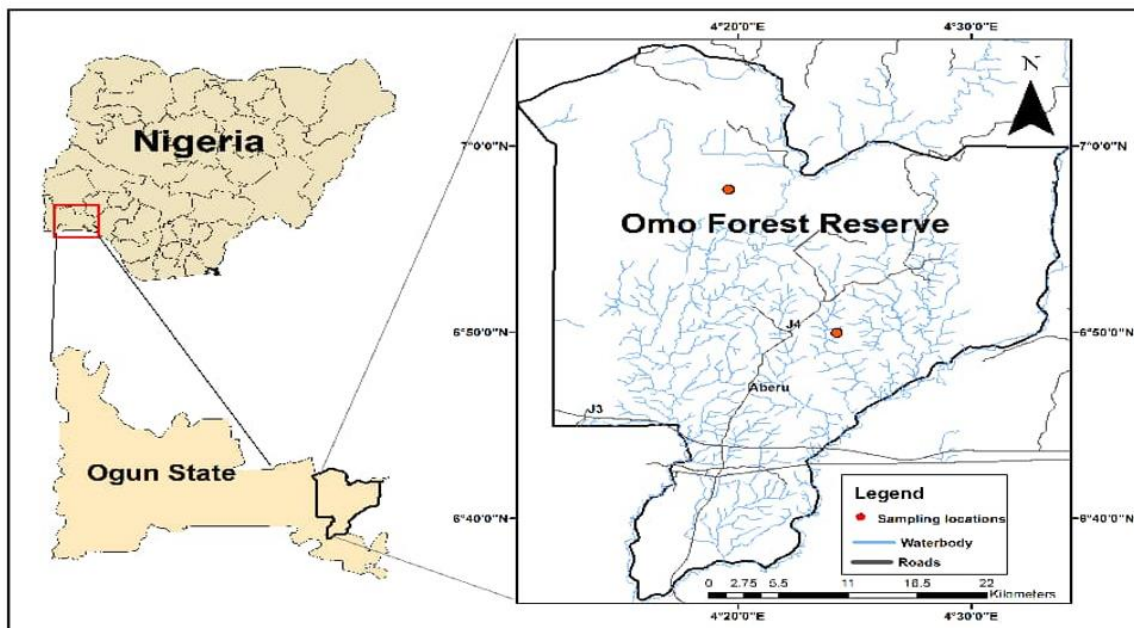 Nigeria
Ogun State
4°20'0"E
4°30'0"E
N
7°0'0"N
7°0'0"N
Omo Forest Reserve
6°50'0"N
6°50'0"N
J4
Aberu
J3
6°40'0"N
6°40'0"N
Legend
Sampling locations
Waterbody
Roads
0 2.75 5.5 11 16.5 22
Kilometers
4°20'0"E
4°30'0"E